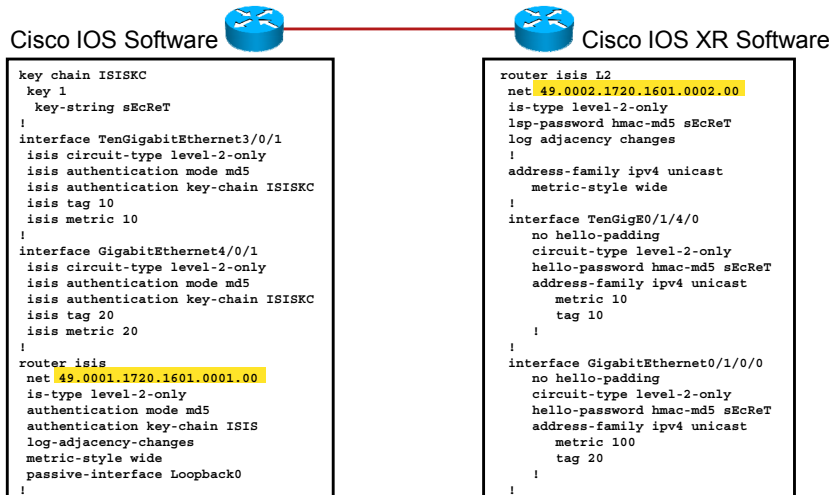 Cisco IOS Software
Cisco IOS XR Software
key chain ISISKC
key 1
key-string sEcReT
!
interface TenGigabitEthernet3/0/1
isis circuit-type level-2-only
isis authentication mode md5
isis authentication key-chain ISISKC
isis tag 10
isis metric 10
!
interface GigabitEthernet4/0/1
isis circuit-type level-2-only
isis authentication mode md5
isis authentication key-chain ISISKC
isis tag 20
isis metric 20
!
router isis
net 49.0001.1720.1601.0001.00
is-type level-2-only
authentication mode md5
authentication key-chain ISIS
log-adjacency-changes
metric-style wide
passive-interface Loopback0
!
router isis L2
net 49.0002.1720.1601.0002.00
is-type level-2-only
lsp-password hmac-md5 sEcReT
log adjacency changes
!
address-family ipv4 unicast
metric-style wide
!
interface TenGigE0/1/4/0
no hello-padding
circuit-type level-2-only
hello-password hmac-md5 sEcReT
address-family ipv4 unicast
metric 10
tag 10
!
!
interface GigabitEthernet0/1/0/0
no hello-padding
circuit-type level-2-only
hello-password hmac-md5 sEcReT
address-family ipv4 unicast
metric 100
tag 20
!
!